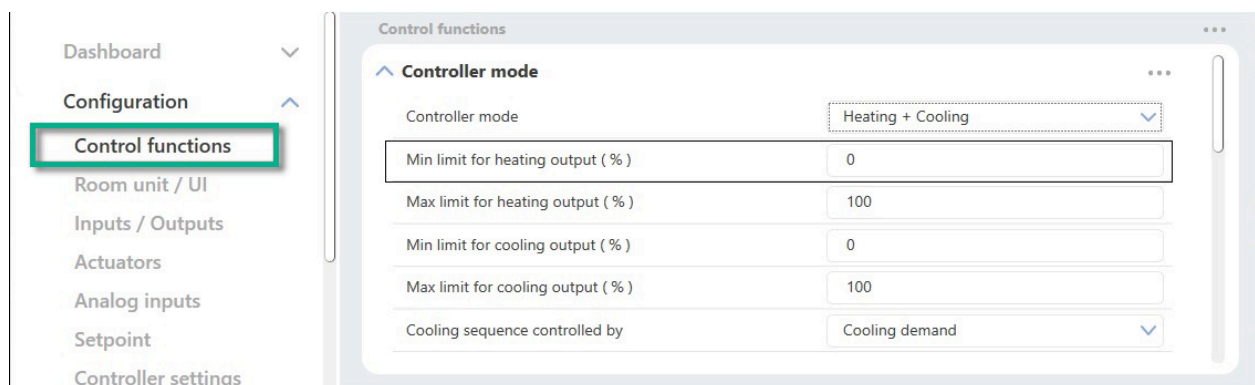 Dashboard
Configuration
Control functions
Room unit / UI
Inputs / Outputs
Actuators
Analog inputs
Setpoint
Controller settings
Control functions
Controller mode
Controller mode Heating + Cooling
Min limit for heating output ( % ) 0
Max limit for heating output ( % ) 100
Min limit for cooling output ( % ) 0
Max limit for cooling output ( % ) 100
Cooling sequence controlled by Cooling demand